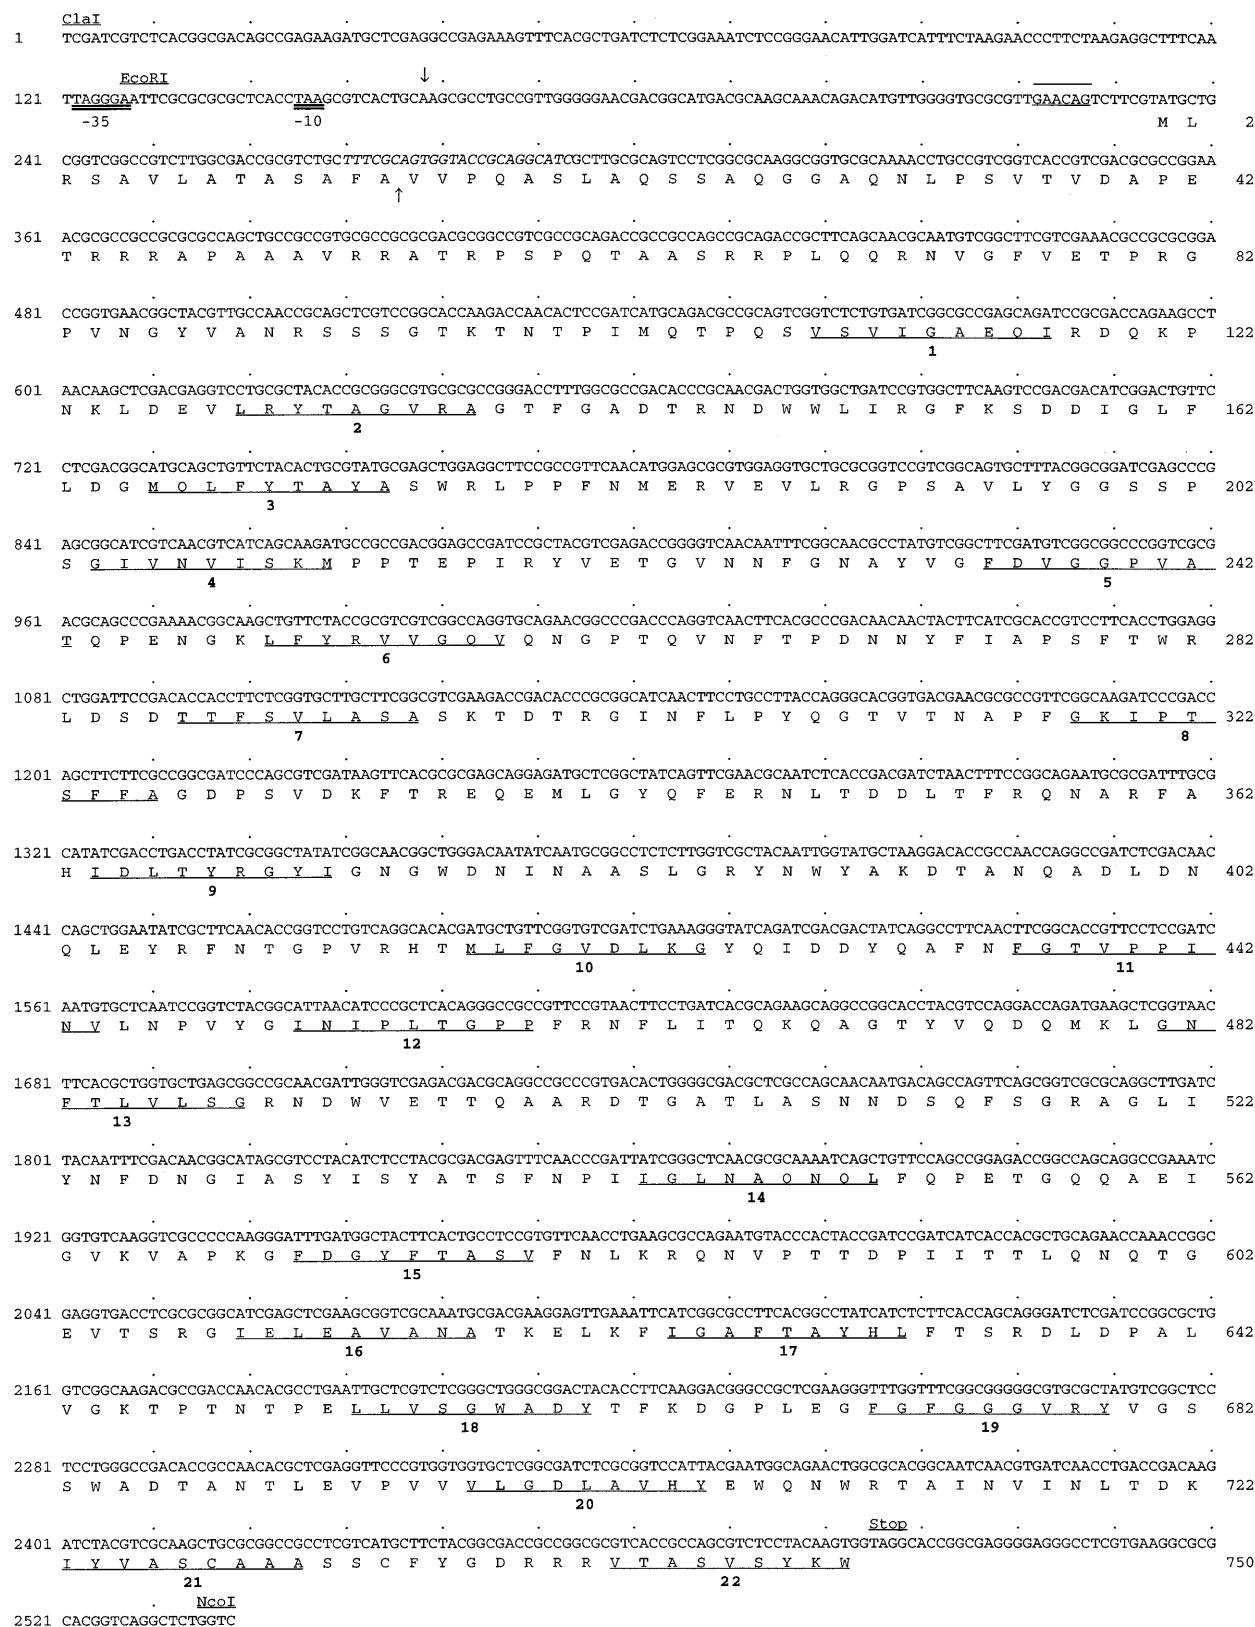 ClaI
1 TCGATCGTCTCACGGCGACAGCCGAGAAGATGCTCGAGGCCGAGAAAGTTTCACGCTGATCTCTCGGAAATCTCCGGGAACATTGGATCATTTCTAAGAACCCTTCTAAGAGGCTTTCAA
EcoRI ↓
121 TTAGGGAATTCGCGCGCGCTCACCTAAGCGTCACTGCAAGCGCCTGCCGTTGGGGGAACGACGGCATGACGCAAGCAAACAGACATGTTGGGGTGCGCGTTGAACAGTCTTCGTATGCTG
-35 -10 M L 2
241 CGGTCGGCCGTCTTGGCGACCGCGTCTGCTTTCGCAGTGGTACCGCAGGCATCGCTTGCGCAGTCCTCGGCGCAAGGCGGTGCGCAAAACCTGCCGTCGGTCACCGTCGACGCGCCGGAA
R S A V L A T A S A F A V V P Q A S L A Q S S A Q G G A Q N L P S V T V D A P E 42
↑
361 ACGCGCCGCCGCGCGCCAGCTGCCGCCGTGCGCCGCGCGACGCGGCCGTCGCCGCAGACCGCCGCCAGCCGCAGACCGCTTCAGCAACGCAATGTCGGCTTCGTCGAAACGCCGCGCGGA
T R R R A P A A A V R R A T R P S P Q T A A S R R P L Q Q R N V G F V E T P R G 82
481 CCGGTGAACGGCTACGTTGCCAACCGCAGCTCGTCCGGCACCAAGACCAACACTCCGATCATGCAGACGCCGCAGTCGGTCTCTGTGATCGGCGCCGAGCAGATCCGCGACCAGAAGCCT
P V N G Y V A N R S S S G T K T N T P I M Q T P Q S V S V I G A E Q I R D Q K P 122
1
601 AACAAGCTCGACGAGGTCCTGCGCTACACCGCGGGCGTGCGCGCCGGGACCTTTGGCGCCGACACCCGCAACGACTGGTGGCTGATCCGTGGCTTCAAGTCCGACGACATCGGACTGTTC
N K L D E V L R Y T A G V R A G T F G A D T R N D W W L I R G F K S D D I G L F 162
2
721 CTCGACGGCATGCAGCTGTTCTACACTGCGTATGCGAGCTGGAGGCTTCCGCCGTTCAACATGGAGCGCGTGGAGGTGCTGCGCGGTCCGTCGGCAGTGCTTTACGGCGGATCGAGCCCG
L D G M Q L F Y T A Y A S W R L P P F N M E R V E V L R G P S A V L Y G G S S P 202
3
841 AGCGGCATCGTCAACGTCATCAGCAAGATGCCGCCGACGGAGCCGATCCGCTACGTCGAGACCGGGGTCAACAATTTCGGCAACGCCTATGTCGGCTTCGATGTCGGCGGCCCGGTCGCG
S G I V N V I S K M P P T E P I R Y V E T G V N N F G N A Y V G F D V G G P V A 242
4 5
961 ACGCAGCCCGAAAACGGCAAGCTGTTCTACCGCGTCGTCGGCCAGGTGCAGAACGGCCCGACCCAGGTCAACTTCACGCCCGACAACAACTACTTCATCGCACCGTCCTTCACCTGGAGG
T Q P E N G K L F Y R V V G Q V Q N G P T Q V N F T P D N N Y F I A P S F T W R 282
6
1081 CTGGATTCCGACACCACCTTCTCGGTGCTTGCTTCGGCGTCGAAGACCGACACCCGCGGCATCAACTTCCTGCCTTACCAGGGCACGGTGACGAACGCGCCGTTCGGCAAGATCCCGACC
L D S D T T F S V L A S A S K T D T R G I N F L P Y Q G T V T N A P F G K I P T 322
7 8
1201 AGCTTCTTCGCCGGCGATCCCAGCGTCGATAAGTTCACGCGCGAGCAGGAGATGCTCGGCTATCAGTTCGAACGCAATCTCACCGACGATCTAACTTTCCGGCAGAATGCGCGATTTGCG
S F F A G D P S V D K F T R E Q E M L G Y Q F E R N L T D D L T F R Q N A R F A 362
1321 CATATCGACCTGACCTATCGCGGCTATATCGGCAACGGCTGGGACAATATCAATGCGGCCTCTCTTGGTCGCTACAATTGGTATGCTAAGGACACCGCCAACCAGGCCGATCTCGACAAC
H I D L T Y R G Y I G N G W D N I N A A S L G R Y N W Y A K D T A N Q A D L D N 402
9
1441 CAGCTGGAATATCGCTTCAACACCGGTCCTGTCAGGCACACGATGCTGTTCGGTGTCGATCTGAAAGGGTATCAGATCGACGACTATCAGGCCTTCAACTTCGGCACCGTTCCTCCGATC
Q L E Y R F N T G P V R H T M L F G V D L K G Y Q I D D Y Q A F N F G T V P P I 442
10 11
1561 AATGTGCTCAATCCGGTCTACGGCATTAACATCCCGCTCACAGGGCCGCCGTTCCGTAACTTCCTGATCACGCAGAAGCAGGCCGGCACCTACGTCCAGGACCAGATGAAGCTCGGTAAC
N V L N P V Y G I N I P L T G P P F R N F L I T Q K Q A G T Y V Q D Q M K L G N 482
12
1681 TTCACGCTGGTGCTGAGCGGCCGCAACGATTGGGTCGAGACGACGCAGGCCGCCCGTGACACTGGGGCGACGCTCGCCAGCAACAATGACAGCCAGTTCAGCGGTCGCGCAGGCTTGATC
F T L V L S G R N D W V E T T Q A A R D T G A T L A S N N D S Q F S G R A G L I 522
13
1801 TACAATTTCGACAACGGCATAGCGTCCTACATCTCCTACGCGACGAGTTTCAACCCGATTATCGGGCTCAACGCGCAAAATCAGCTGTTCCAGCCGGAGACCGGCCAGCAGGCCGAAATC
Y N F D N G I A S Y I S Y A T S F N P I I G L N A Q N Q L F Q P E T G Q Q A E I 562
14
1921 GGTGTCAAGGTCGCCCCCAAGGGATTTGATGGCTACTTCACTGCCTCCGTGTTCAACCTGAAGCGCCAGAATGTACCCACTACCGATCCGATCATCACCACGCTGCAGAACCAAACCGGC
G V K V A P K G F D G Y F T A S V F N L K R Q N V P T T D P I I T T L Q N Q T G 602
15
2041 GAGGTGACCTCGCGCGGCATCGAGCTCGAAGCGGTCGCAAATGCGACGAAGGAGTTGAAATTCATCGGCGCCTTCACGGCCTATCATCTCTTCACCAGCAGGGATCTCGATCCGGCGCTG
E V T S R G I E L E A V A N A T K E L K F I G A F T A Y H L F T S R D L D P A L 642
16 17
2161 GTCGGCAAGACGCCGACCAACACGCCTGAATTGCTCGTCTCGGGCTGGGCGGACTACACCTTCAAGGACGGGCCGCTCGAAGGGTTTGGTTTCGGCGGGGGCGTGCGCTATGTCGGCTCC
V G K T P T N T P E L L V S G W A D Y T F K D G P L E G F G F G G G V R Y V G S 682
18 19
2281 TCCTGGGCCGACACCGCCAACACGCTCGAGGTTCCCGTGGTGGTGCTCGGCGATCTCGCGGTCCATTACGAATGGCAGAACTGGCGCACGGCAATCAACGTGATCAACCTGACCGACAAG
S W A D T A N T L E V P V V V L G D L A V H Y E W Q N W R T A I N V I N L T D K 722
20
Stop
2401 ATCTACGTCGCAAGCTGCGCGGCCGCCTCGTCATGCTTCTACGGCGACCGCCGGCGCGTCACCGCCAGCGTCTCCTACAAGTGGTAGGCACCGGCGAGGGGAGGGCCTCGTGAAGGCGCG
I Y V A S C A A A S S C F Y G D R R R V T A S V S Y K W 750
21 22
NcoI
2521 CACGGTCAGGCTCTGGTC